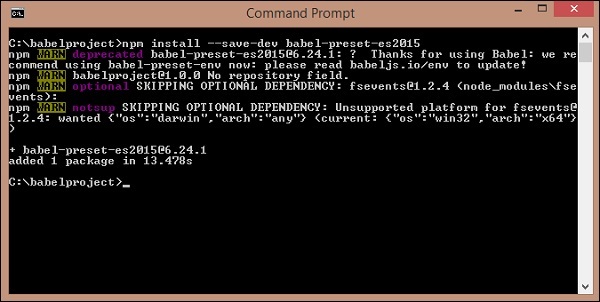 Command Prompt
C:\babelproject>npm install --save-dev babel-preset-es2015
npm WARN deprecated babel-preset-es2015@6.24.1: ?  Thanks for using Babel: we re
commend using babel-preset-env now: please read babeljs.io/env to update!
npm WARN babelproject@1.0.0 No repository field.
npm WARN optional SKIPPING OPTIONAL DEPENDENCY: fsevents@1.2.4 (node_modules\fse
vents):
npm WARN notsup SKIPPING OPTIONAL DEPENDENCY: Unsupported platform for fsevents@
1.2.4: wanted {"os":"darwin","arch":"any"} (current: {"os":"win32","arch":"x64"}
)
+ babel-preset-es2015@6.24.1
added 1 package in 13.478s
C:\babelproject>_